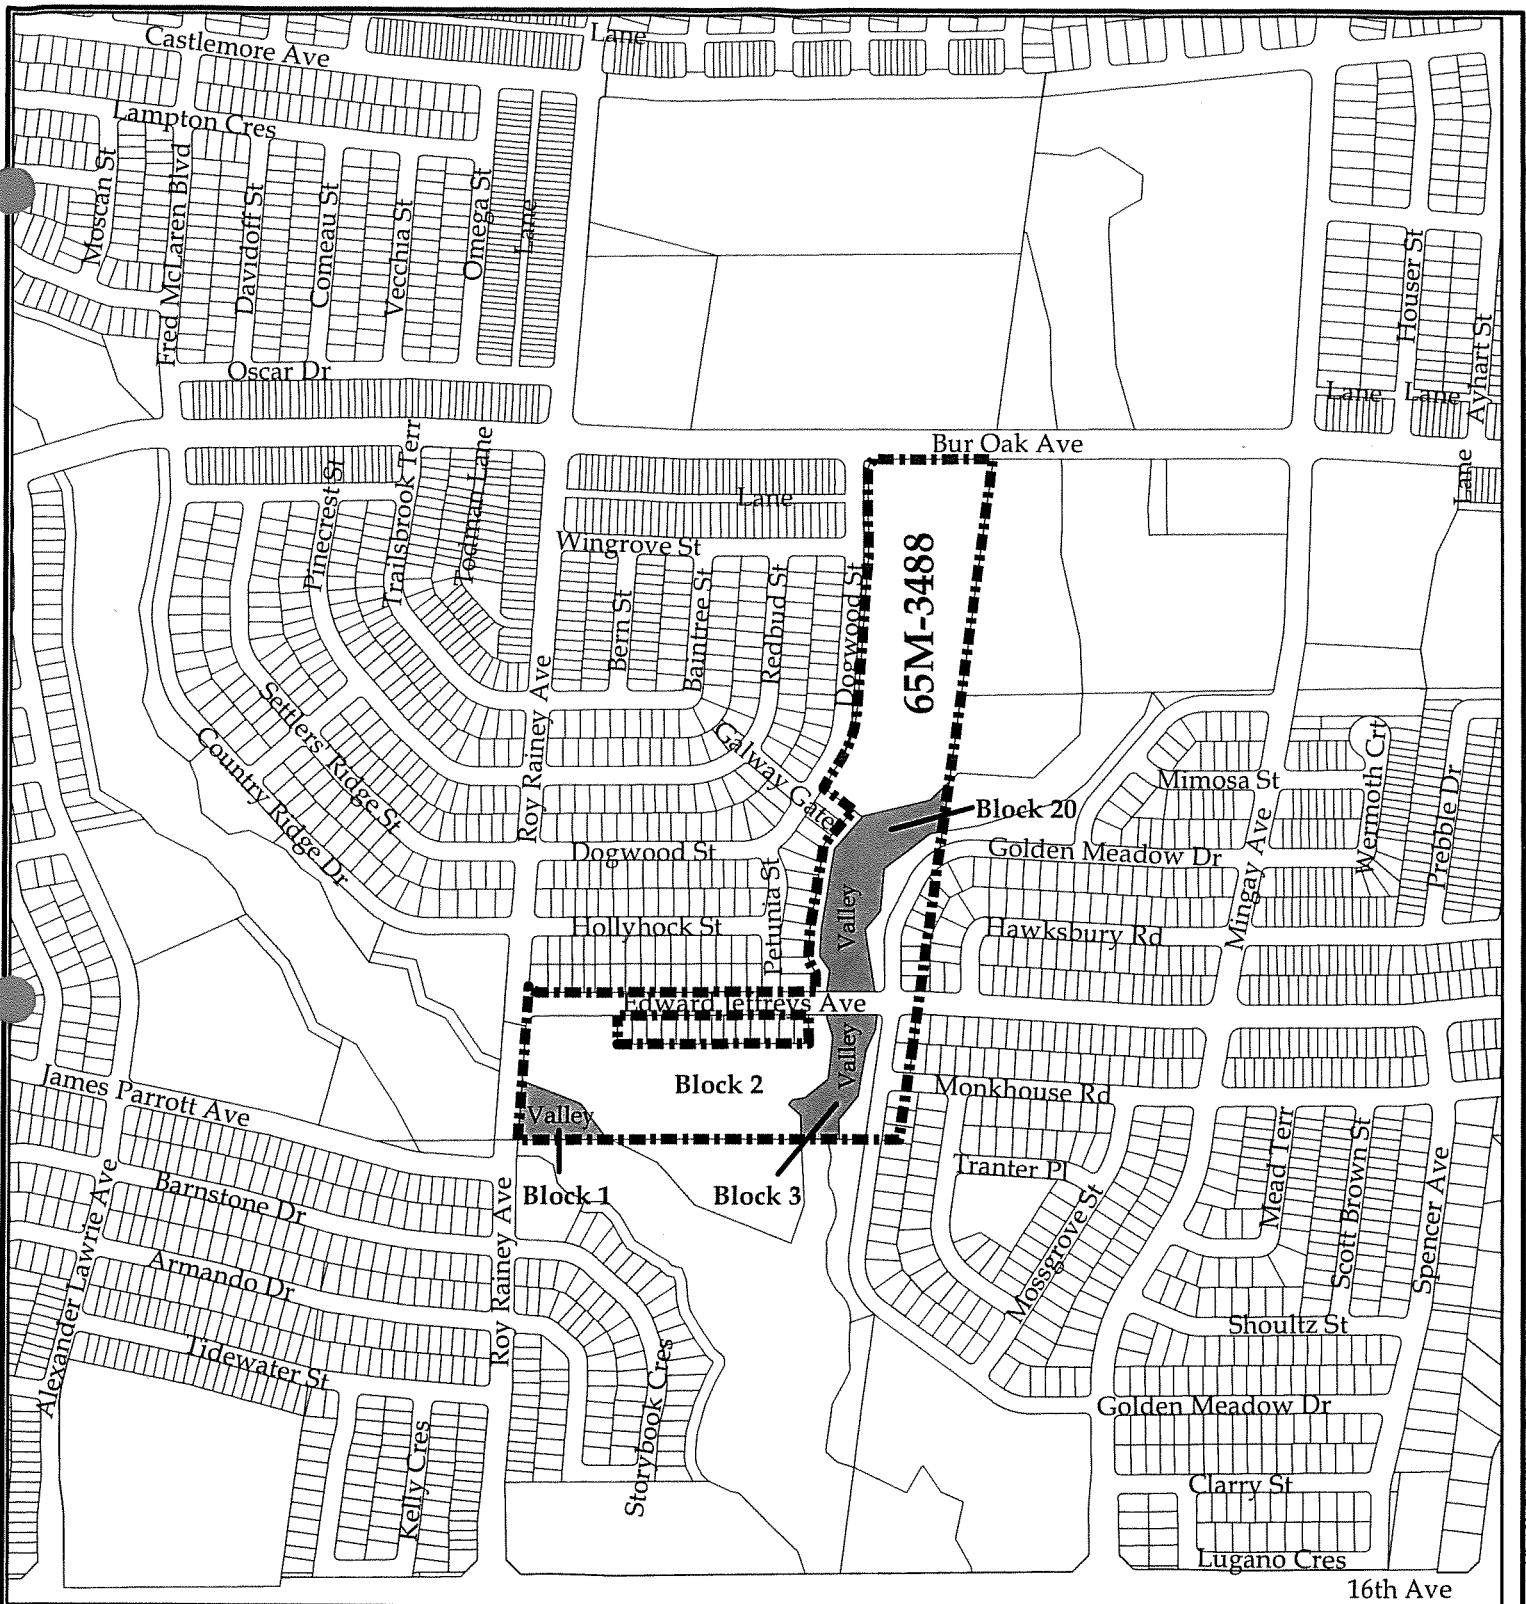 Castlemore Ave
Lane
Lampton Cres
Moscan St
Fred McLaren Blvd
Davidoff St
Comeau St
Vecchia St
Omega St
Lane
Houser St
Ayhart St
Oscar Dr
Lane
Lane
Bur Oak Ave
Pinecrest St
Trailsbrook Terr
Todman Lane
Lane
Lane
Wingrove St
Bern St
Baintree St
Redbud St
Dogwood St
65M-3488
Settlers' Ridge St
Country Ridge Dr
Roy Rainey Ave
Galway Gate
Block 20
Mimosa St
Mingay Ave
Wermoth Crt
Prebble Dr
Dogwood St
Golden Meadow Dr
Petunia St
Valley
Hollyhock St
Hawksbury Rd
Edward Jeffreys Ave
Valley
Block 2
Monkhouse Rd
James Parrott Ave
Valley
Mead Terr
Scott Brown St
Spencer Ave
Tranter Pl
Block 1
Block 3
Alexander Lawrie Ave
Barnstone Dr
Roy Rainey Ave
Mossgrove St
Armando Dr
Shoultz St
Tidewater St
Storybook Cres
Golden Meadow Dr
Kelly Cres
Clarry St
Lugano Cres
16th Ave